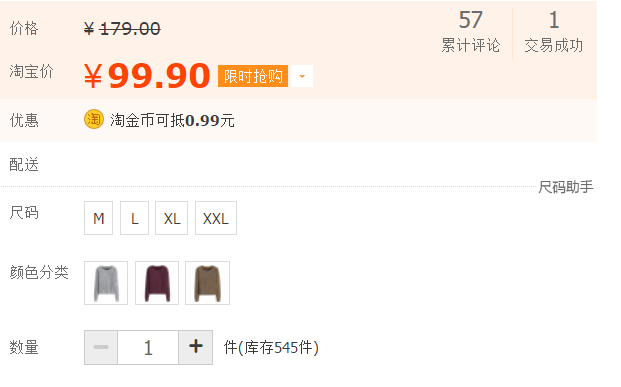 价格 ¥ 179.00
57 1
累计评论 交易成功
淘宝价 ¥99.90 限时抢购
优惠 淘 淘金币可抵0.99元
配送
尺码助手
尺码 M L XL XXL
颜色分类
数量 1 件(库存545件)